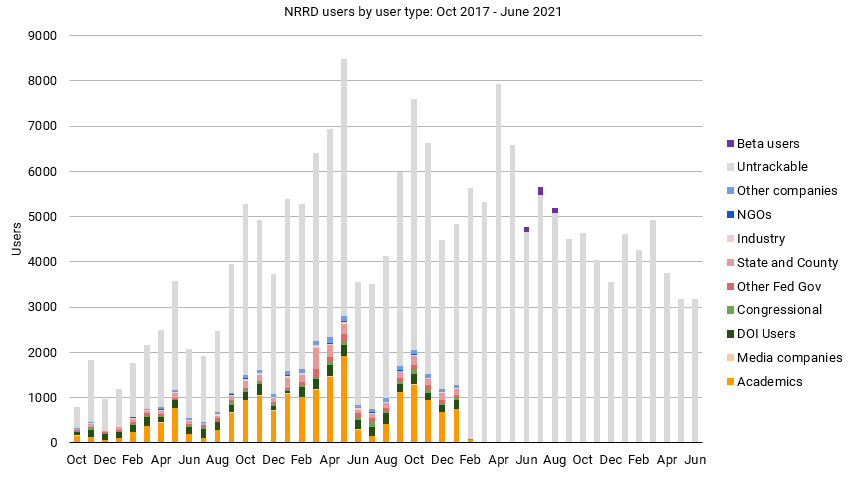 NRRD users by user type: Oct 2017 - June 2021
9000
8000
7000
6000
5000
4000
3000
2000
1000
0
Users
Oct Dec Feb Apr Jun Aug Oct Dec Feb Apr Jun Aug Oct Dec Feb Apr Jun Aug Oct Dec Feb Apr Jun
Beta users
Untrackable
Other companies
NGOs
Industry
State and County
Other Fed Gov
Congressional
DOI Users
Media companies
Academics